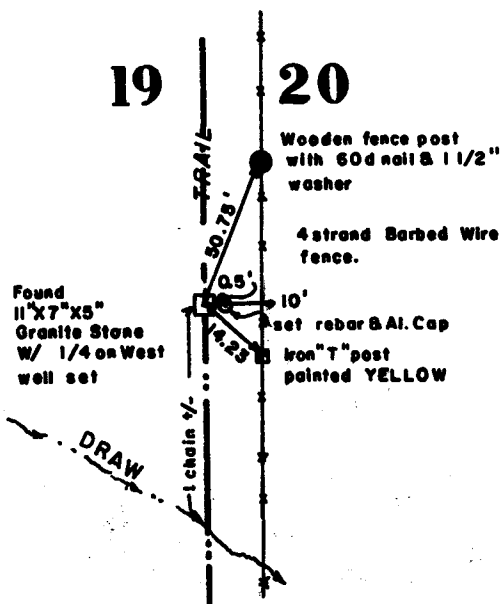 19 20
TRAIL
Wooden fence post
with 60d nail & 1 1/2"
washer
50.75'
4 strand Barbed Wire
fence.
0.5'
10'
set rebar & Al. Cap
Found
11"X7"X5"
Granite Stone
W/ 1/4 on West
well set
14.23
Iron "T" post
painted YELLOW
1 chain +/-
DRAW